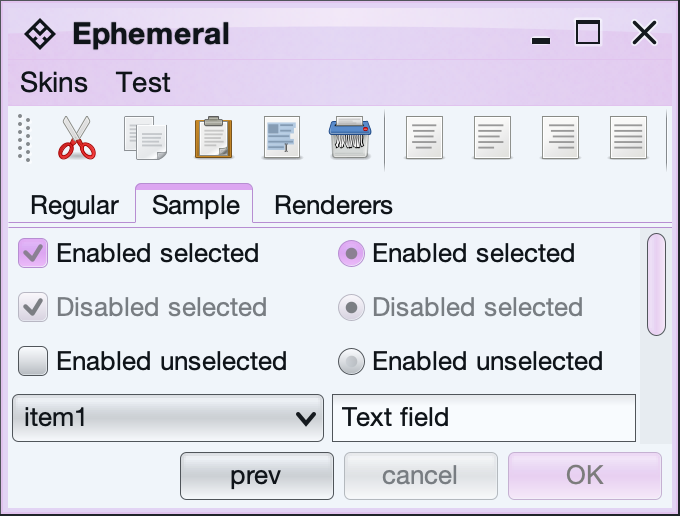 Ephemeral
Skins Test
Regular Sample Renderers
Enabled selected Enabled selected
Disabled selected Disabled selected
Enabled unselected Enabled unselected
item1 Text field
prev cancel OK